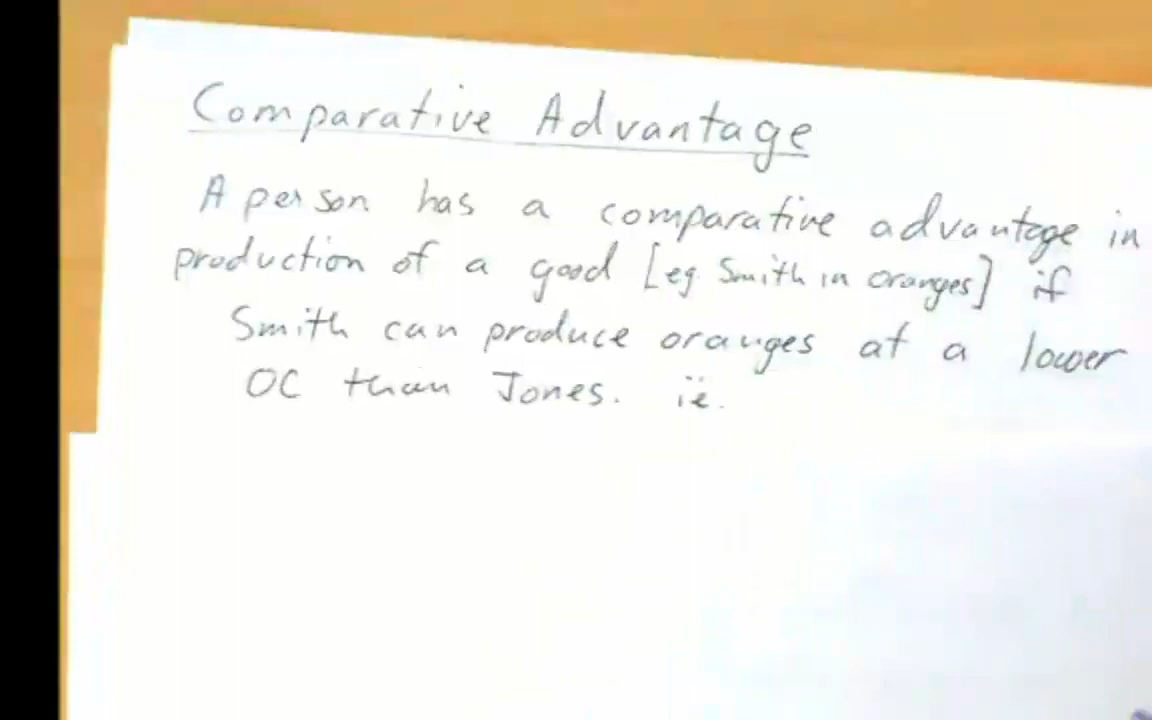 Comparative Advantage
A person has a comparative advantage in
production of a good [eg Smith in oranges] if
Smith can produce oranges at a lower
OC than Jones. ie.